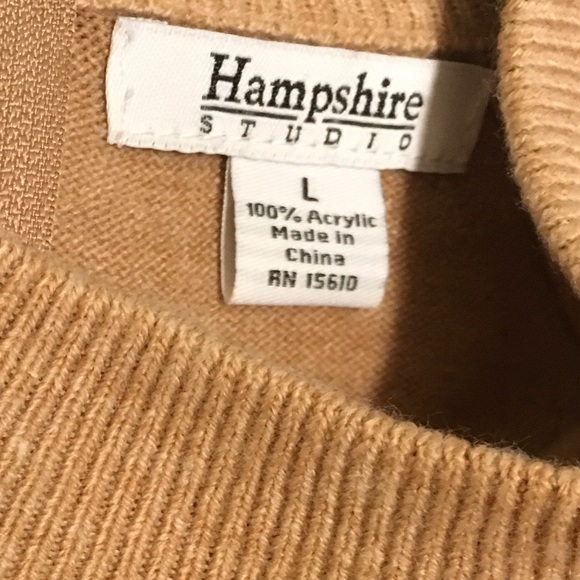 Hampshire
STUDIO
L
100% Acrylic
Made in
China
RN 15610